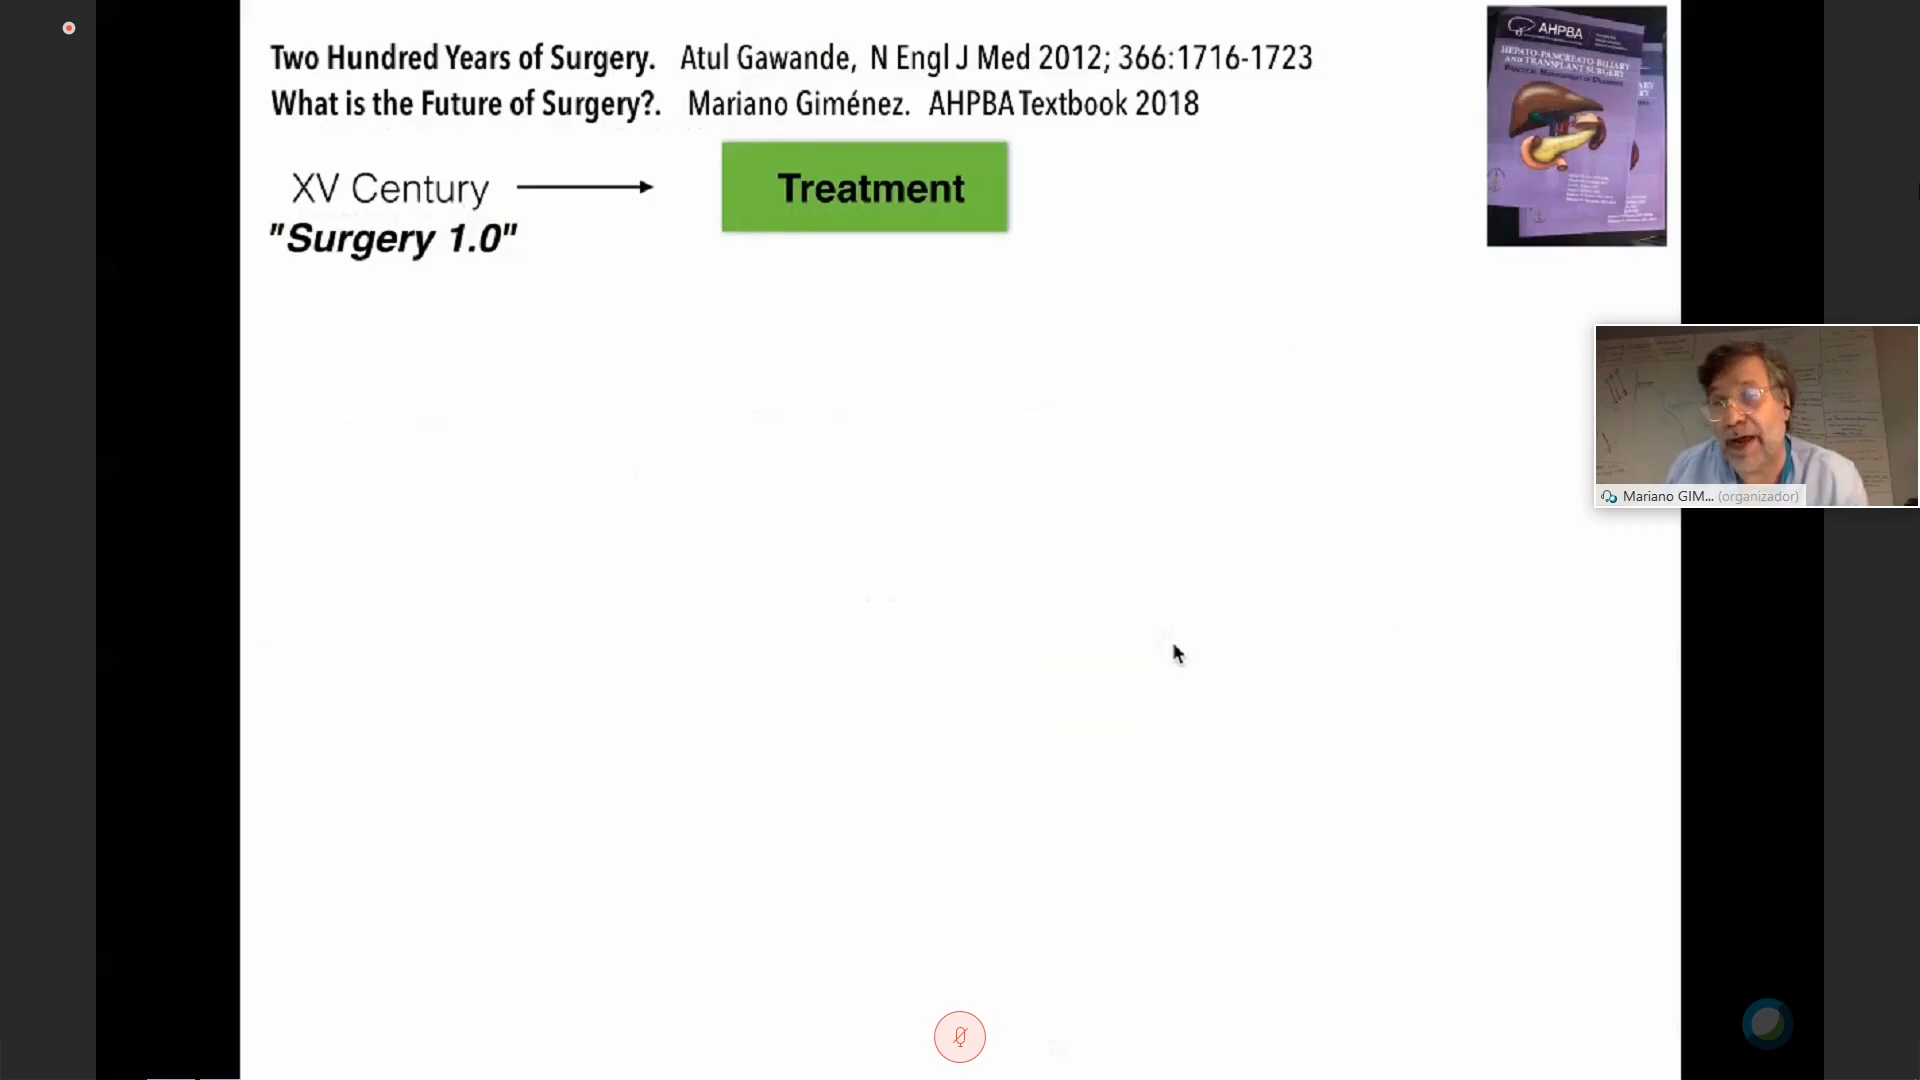 Two Hundred Years of Surgery. Atul Gawande, N Engl J Med 2012; 366:1716-1723
What is the Future of Surgery?. Mariano Giménez. AHPBA Textbook 2018
XV Century
"Surgery 1.0"
Treatment
AHPBA
HEPATO-PANCREATO-BILIARY
AND TRANSPLANT SURGERY
Mariano GIM... (organizador)